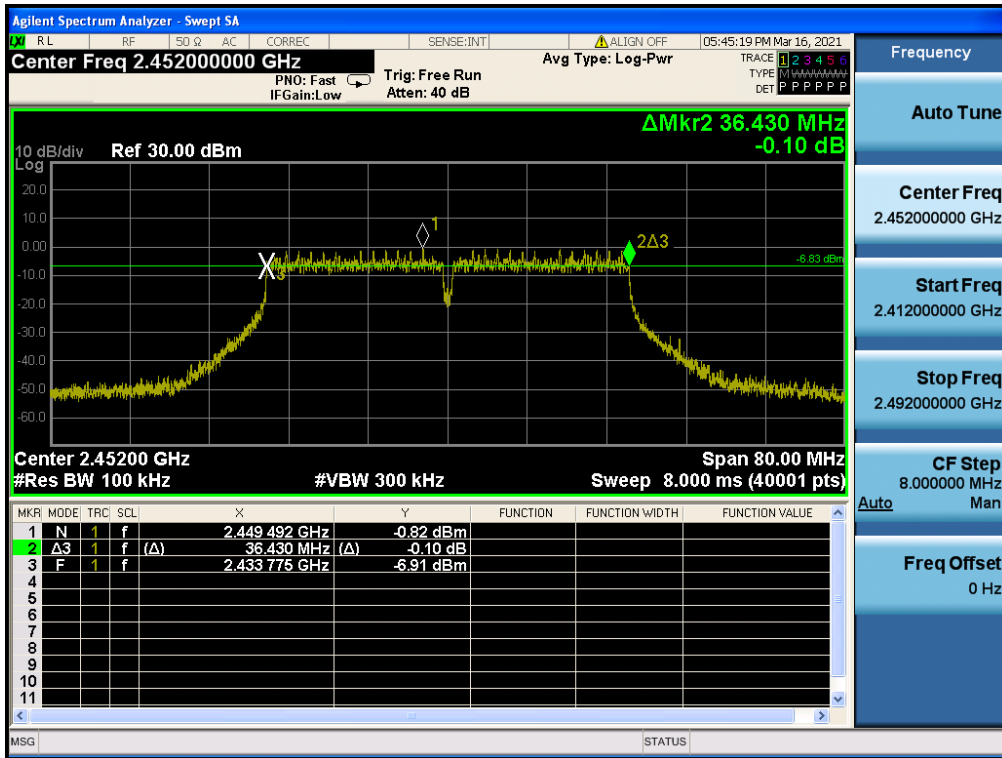 Agilent Spectrum Analyzer - Swept SA
LXI RL RF 50 Ω AC CORREC SENSE:INT ALIGN OFF 05:45:19 PM Mar 16, 2021
Center Freq 2.452000000 GHz
PNO: Fast
IFGain:Low
Trig: Free Run
Atten: 40 dB
Avg Type: Log-Pwr
TRACE 1 2 3 4 5 6
TYPE M WWWWW
DET P P P P P P
ΔMkr2 36.430 MHz
-0.10 dB
10 dB/div Ref 30.00 dBm
Log
20.0
10.0
0.00
-10.0
-20.0
-30.0
-40.0
-50.0
-60.0
1
2Δ3
3
-6.83 dBm
Center 2.45200 GHz
Span 80.00 MHz
#Res BW 100 kHz
#VBW 300 kHz
Sweep 8.000 ms (40001 pts)
MKR MODE TRC SCL X Y FUNCTION FUNCTION WIDTH FUNCTION VALUE
1 N 1 f 2.449 492 GHz -0.82 dBm
2 Δ3 1 f (Δ) 36.430 MHz (Δ) -0.10 dB
3 F 1 f 2.433 775 GHz -6.91 dBm
4
5
6
7
8
9
10
11
MSG
STATUS
Frequency
Auto Tune
Center Freq
2.452000000 GHz
Start Freq
2.412000000 GHz
Stop Freq
2.492000000 GHz
CF Step
8.000000 MHz
Auto Man
Freq Offset
0 Hz